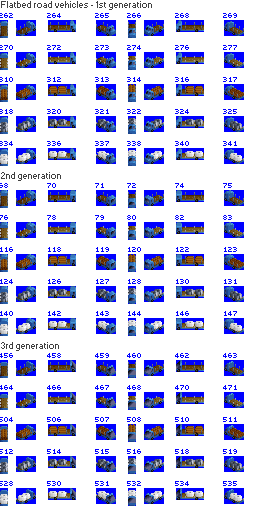 Flatbed road vehicles - 1st generation
262 264 265 266 268 269
270 272 273 274 276 277
310 312 313 314 316 317
318 320 321 322 324 325
334 336 337 338 340 341
2nd generation
68 70 71 72 74 75
76 78 79 80 82 83
116 118 119 120 122 123
124 126 127 128 130 131
140 142 143 144 146 147
3rd generation
456 458 459 460 462 463
464 466 467 468 470 471
504 506 507 508 510 511
512 514 515 516 518 519
528 530 531 532 534 535